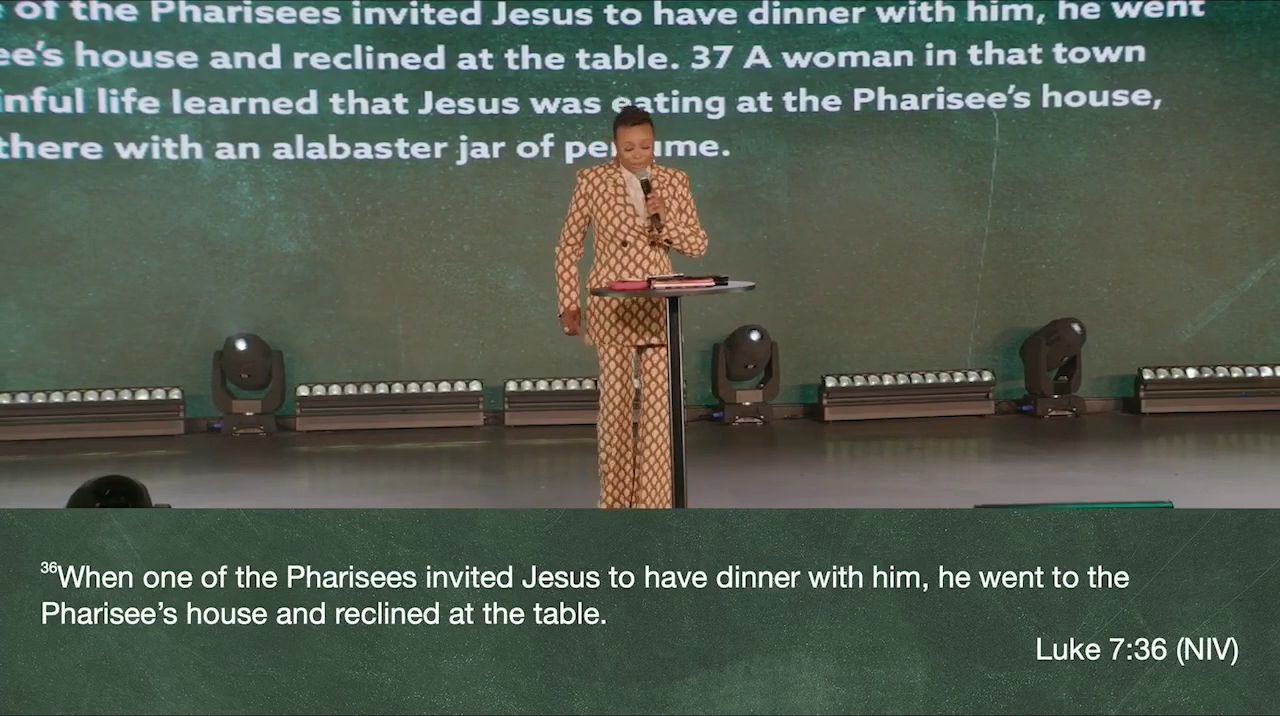 of the Pharisees invited Jesus to have dinner with him, he went
house and reclined at the table. 37 A woman in that town
life learned that Jesus was eating at the Pharisee's house,
there with an alabaster jar of
³⁶When one of the Pharisees invited Jesus to have dinner with him, he went to the
Pharisee’s house and reclined at the table.
Luke 7:36 (NIV)